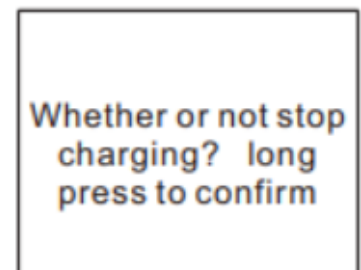 Whether or not stop
charging?   long
press to confirm